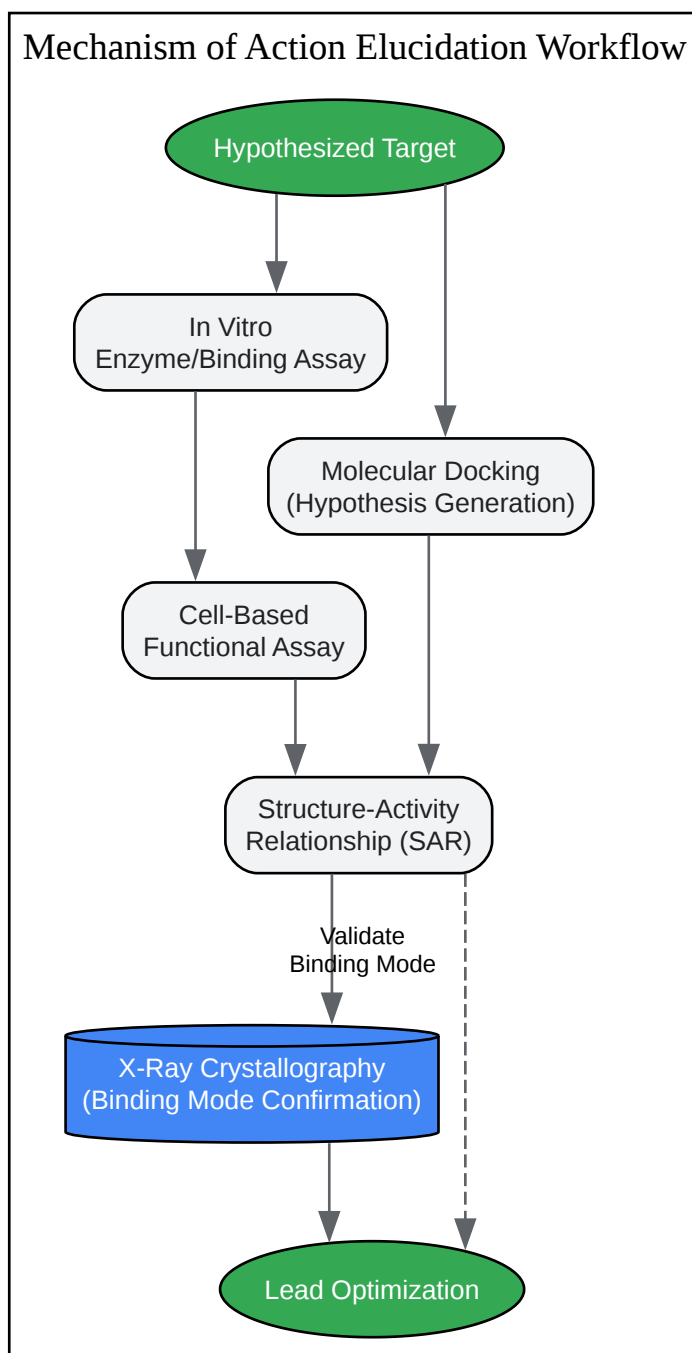 Mechanism of Action Elucidation Workflow
Hypothesized Target
In Vitro
Enzyme/Binding Assay
Molecular Docking
(Hypothesis Generation)
Cell-Based
Functional Assay
Structure-Activity
Relationship (SAR)
Validate
Binding Mode
X-Ray Crystallography
(Binding Mode Confirmation)
Lead Optimization